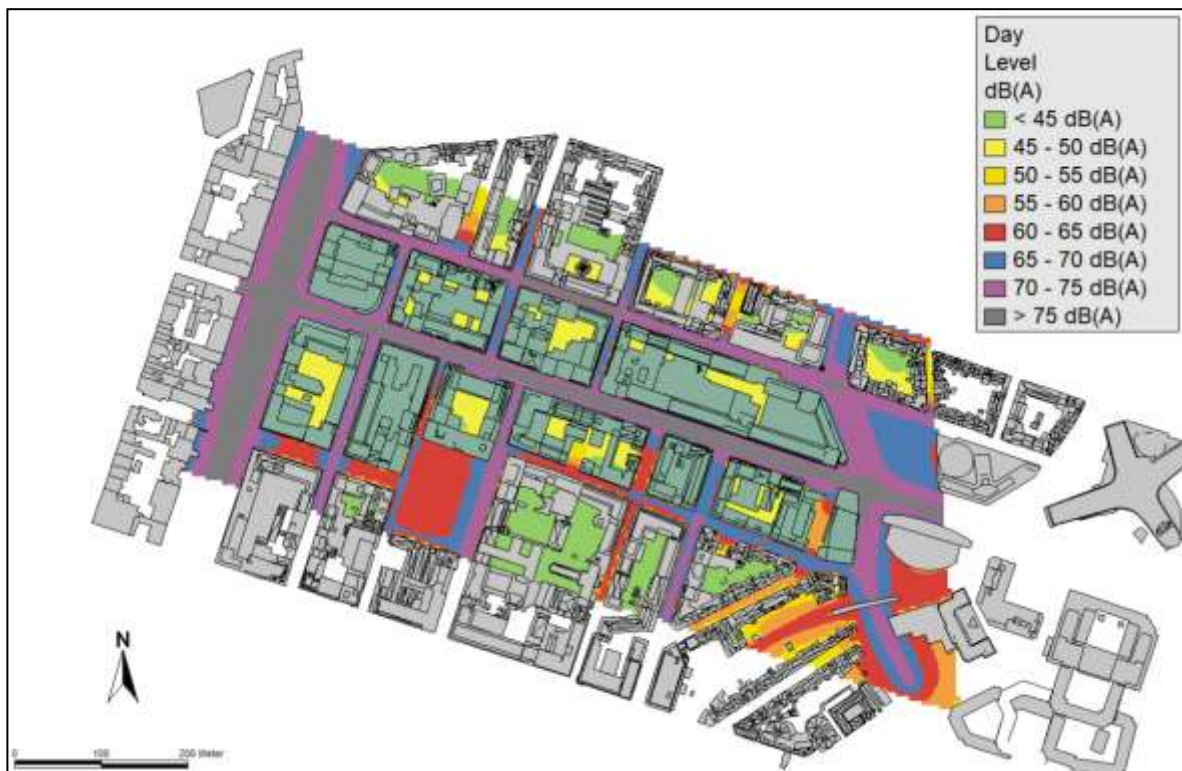 Day
Level
dB(A)
< 45 dB(A)
45 - 50 dB(A)
50 - 55 dB(A)
55 - 60 dB(A)
60 - 65 dB(A)
65 - 70 dB(A)
70 - 75 dB(A)
> 75 dB(A)
N
0 100 200 Meter